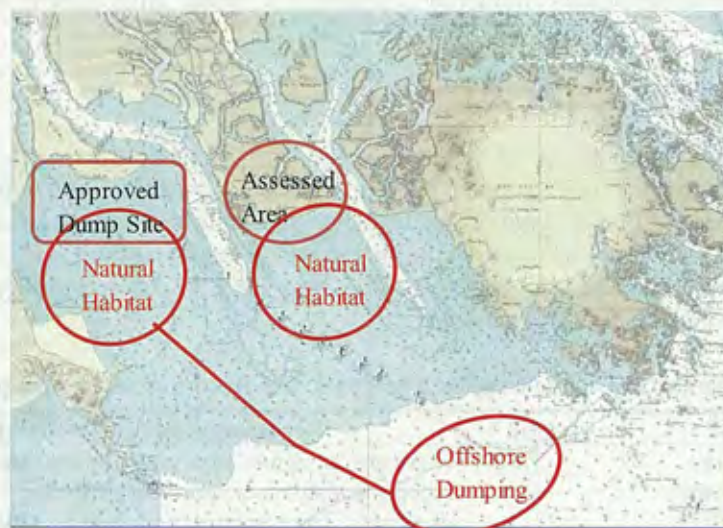 Approved
Dump Site
Assessed
Area
Natural
Habitat
Natural
Habitat
Offshore
Dumping